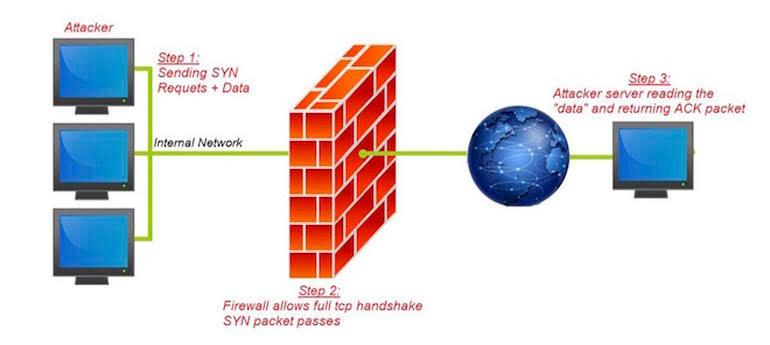 Attacker
Step 1:
Sending SYN
Requets + Data
Internal Network
Step 2:
Firewall allows full tcp handshake
SYN packet passes
Step 3:
Attacker server reading the
"data" and returning ACK packet